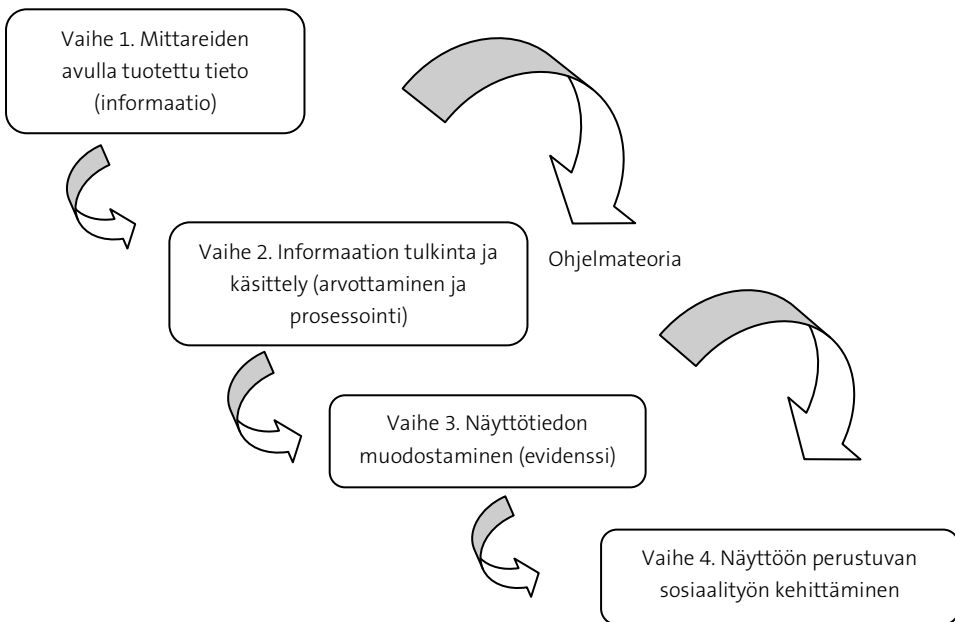 Vaihe 1. Mittareiden
avulla tuotettu tieto
(informaatio)
Vaihe 2. Informaation tulkinta ja
käsittely (arvottaminen ja
prosessointi)
Ohjelmateoria
Vaihe 3. Näyttötiedon
muodostaminen (evidenssi)
Vaihe 4. Näyttöön perustuvan
sosiaalityön kehittäminen